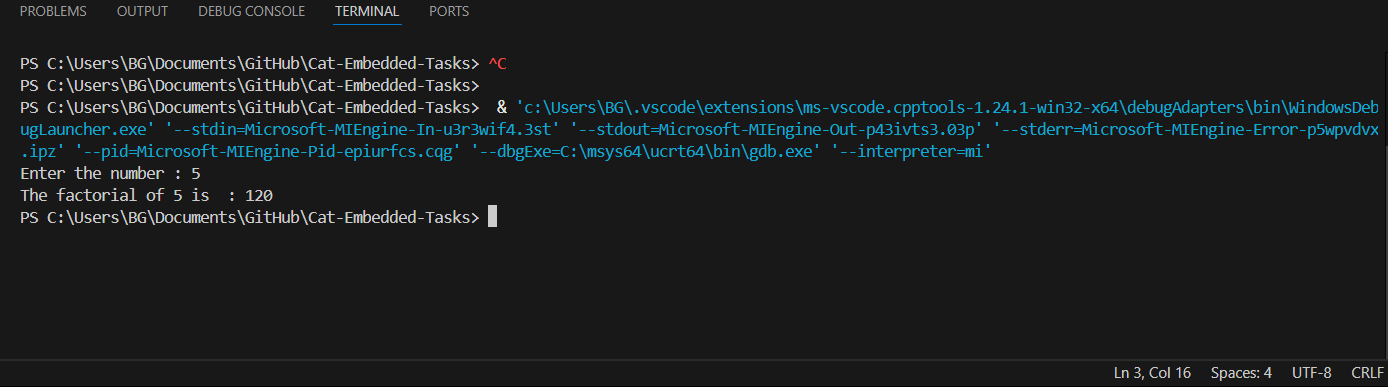 PROBLEMS OUTPUT DEBUG CONSOLE TERMINAL PORTS
PS C:\Users\BG\Documents\GitHub\Cat-Embedded-Tasks> ^C
PS C:\Users\BG\Documents\GitHub\Cat-Embedded-Tasks>
PS C:\Users\BG\Documents\GitHub\Cat-Embedded-Tasks>  & 'c:\Users\BG\.vscode\extensions\ms-vscode.cpptools-1.24.1-win32-x64\debugAdapters\bin\WindowsDeb
ugLauncher.exe' '--stdin=Microsoft-MIEngine-In-u3r3wif4.3st' '--stdout=Microsoft-MIEngine-Out-p43ivts3.03p' '--stderr=Microsoft-MIEngine-Error-p5wpvdvx
.ipz' '--pid=Microsoft-MIEngine-Pid-epiurfcs.cqg' '--dbgExe=C:\msys64\ucrt64\bin\gdb.exe' '--interpreter=mi'
Enter the number : 5
The factorial of 5 is  : 120
PS C:\Users\BG\Documents\GitHub\Cat-Embedded-Tasks>
Ln 3, Col 16 Spaces: 4 UTF-8 CRLF